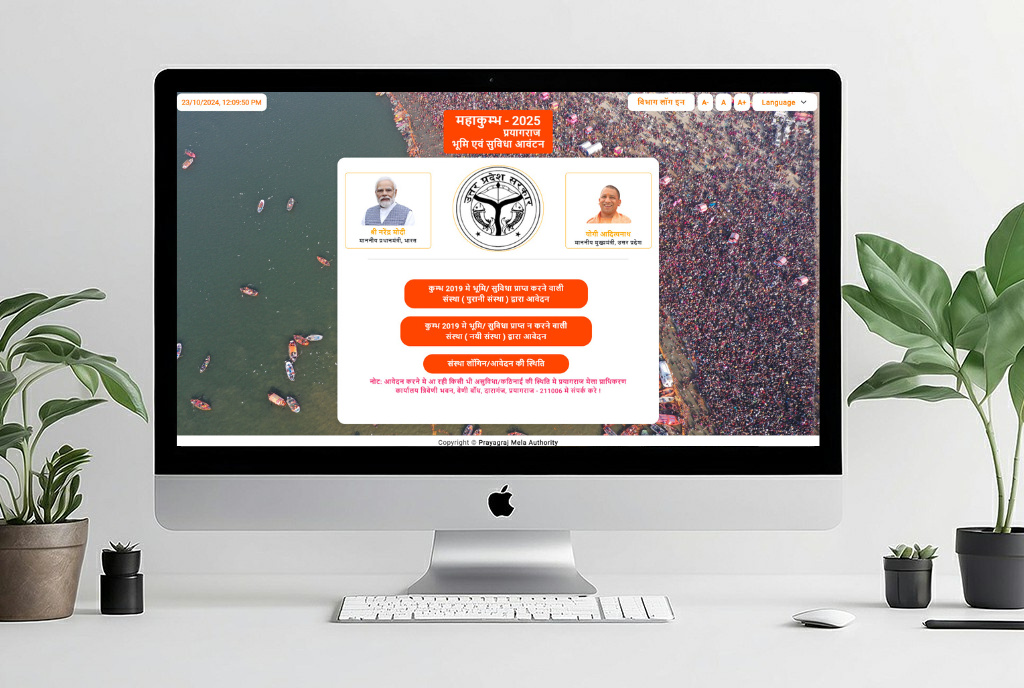 23/10/2024, 12:09:50 PM
विभाग लॉग इन
A-
A
A+
Language
महाकुम्भ - 2025
प्रयागराज
भूमि एवं सुविधा आवंटन
उत्तर प्रदेश सरकार
श्री नरेंद्र मोदी
माननीय प्रधानमंत्री, भारत
योगी आदित्यनाथ
माननीय मुख्यमंत्री, उत्तर प्रदेश
कुम्भ 2019 मे भूमि/ सुविधा प्राप्त करने वाली
संस्था ( पुरानी संस्था ) द्वारा आवेदन
कुम्भ 2019 मे भूमि/ सुविधा प्राप्त न करने वाली
संस्था ( नयी संस्था ) द्वारा आवेदन
संस्था लॉगिन/आवेदन की स्थिति
नोट: आवेदन करने मे आ रही किसी भी असुविधा/कठिनाई की स्थिति मे प्रयागराज मेला प्राधिकरण
कार्यालय त्रिवेणी भवन, वेणी बाँध, दारागंज, प्रयागराज - 211006 मे संपर्क करे !
Copyright © Prayagraj Mela Authority